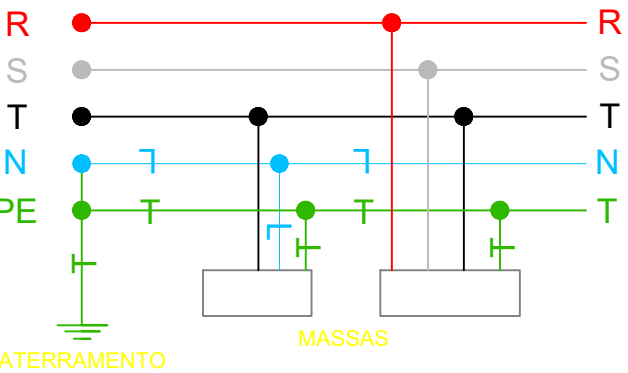 R R
S S
T T
N N
PE T
MASSAS
ATERRAMENTO